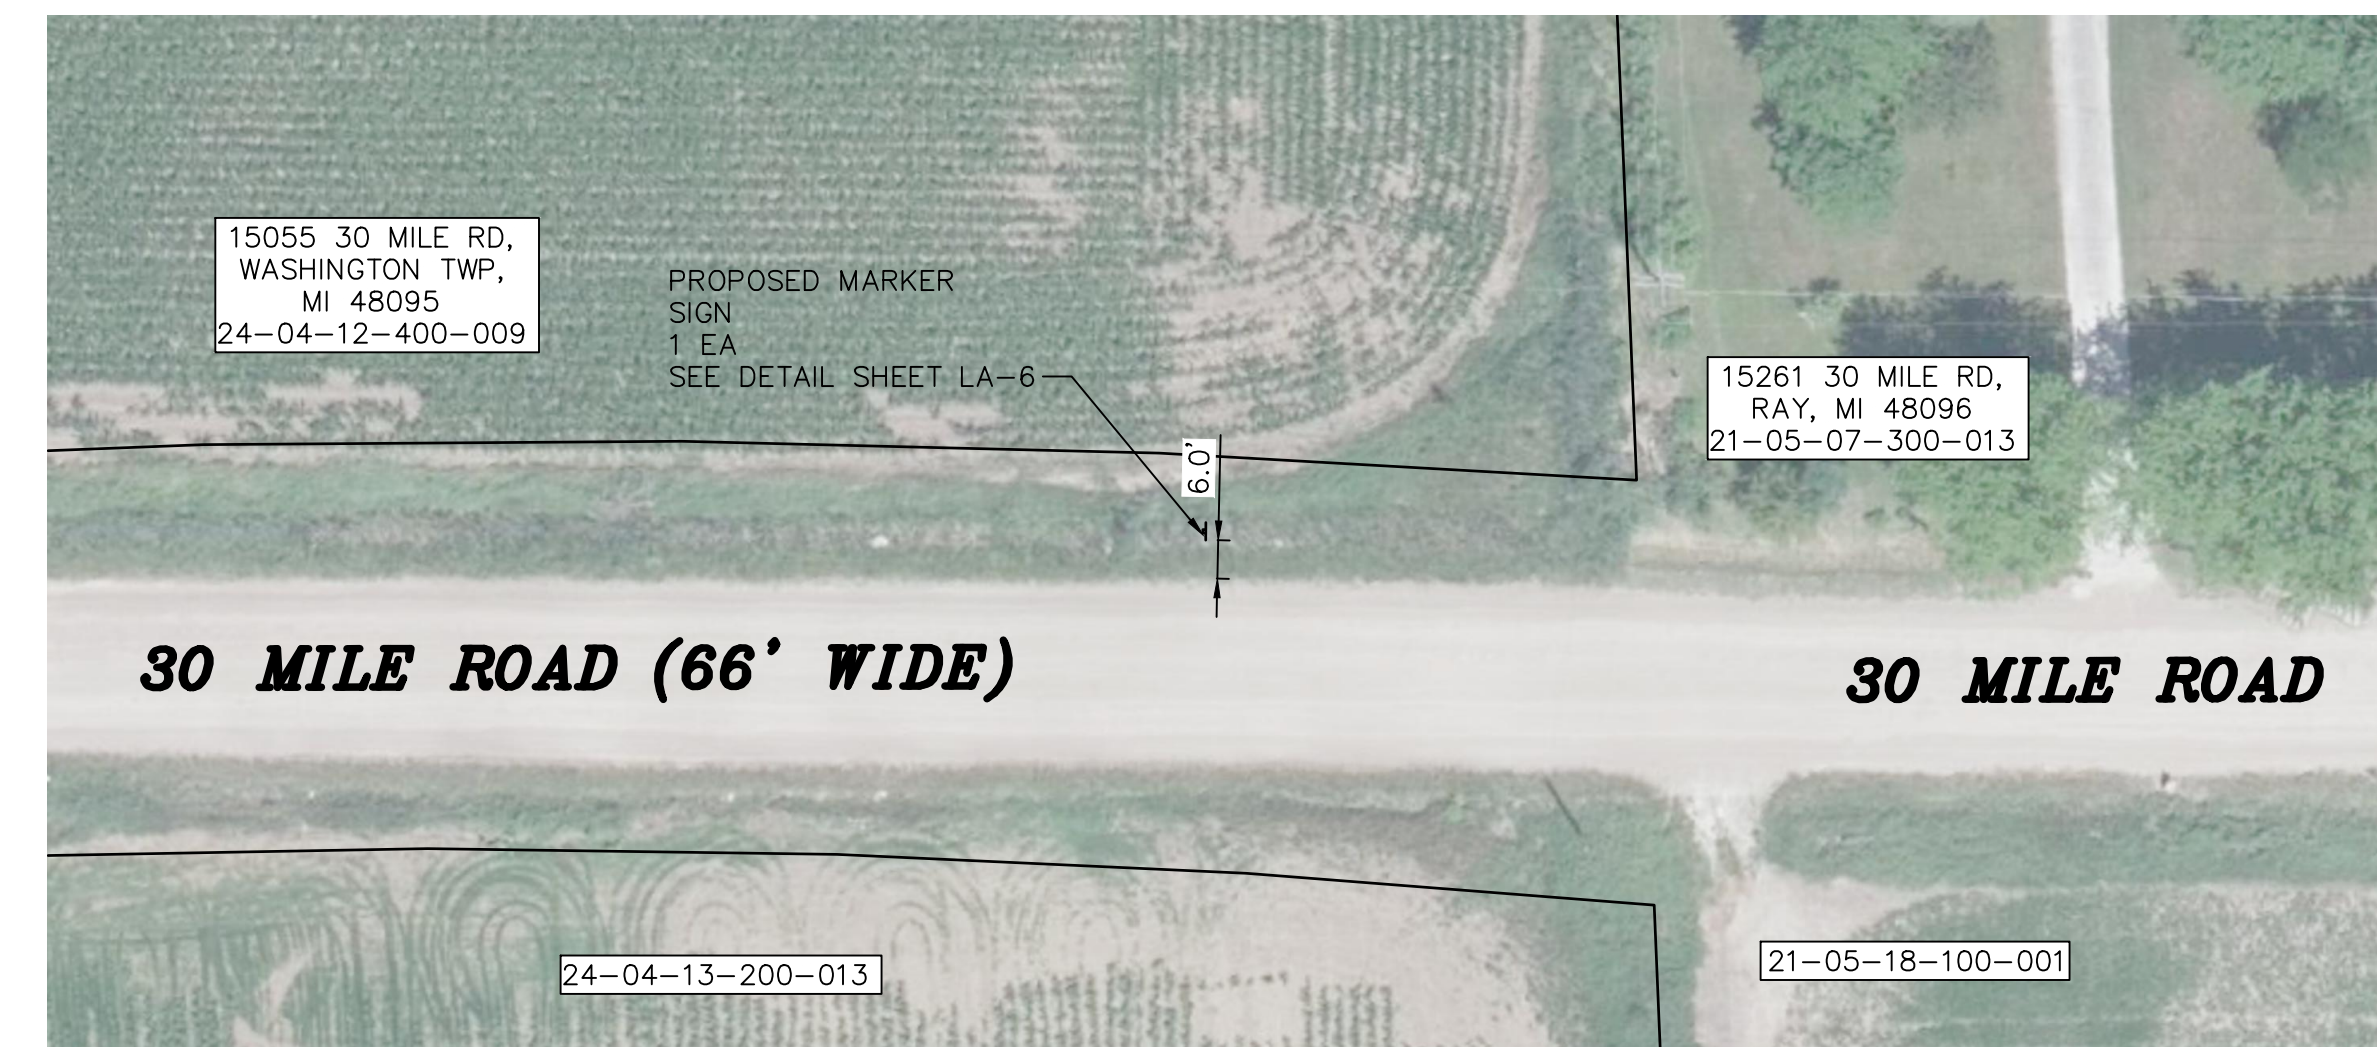 15055 30 MILE RD,
WASHINGTON TWP,
MI 48095
24-04-12-400-009
PROPOSED MARKER
SIGN
1 EA
SEE DETAIL SHEET LA-6
6.0'
15261 30 MILE RD,
RAY, MI 48096
21-05-07-300-013
30 MILE ROAD (66' WIDE)
30 MILE ROAD
24-04-13-200-013
21-05-18-100-001